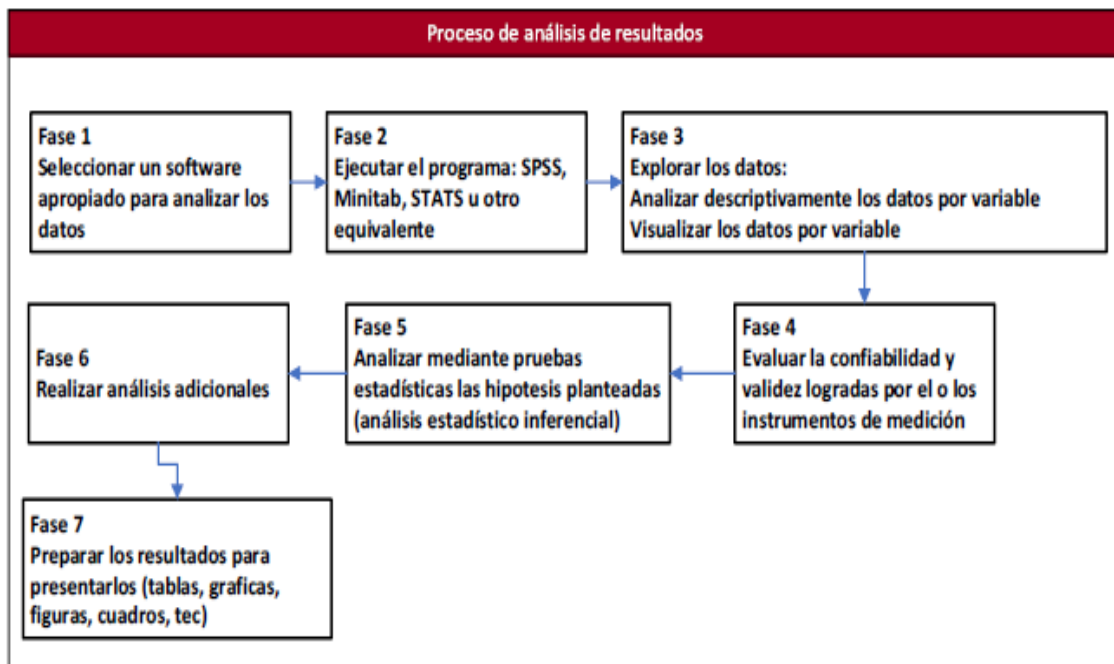 Proceso de análisis de resultados
Fase 1
Seleccionar un software
apropiado para analizar los
datos
Fase 2
Ejecutar el programa: SPSS,
Minitab, STATS u otro
equivalente
Fase 3
Explorar los datos:
Analizar descriptivamente los datos por variable
Visualizar los datos por variable
Fase 4
Evaluar la confiabilidad y
validez logradas por el o los
instrumentos de medición
Fase 5
Analizar mediante pruebas
estadísticas las hipotesis planteadas
(análisis estadístico inferencial)
Fase 6
Realizar análisis adicionales
Fase 7
Preparar los resultados para
presentarlos (tablas, graficas,
figuras, cuadros, tec)